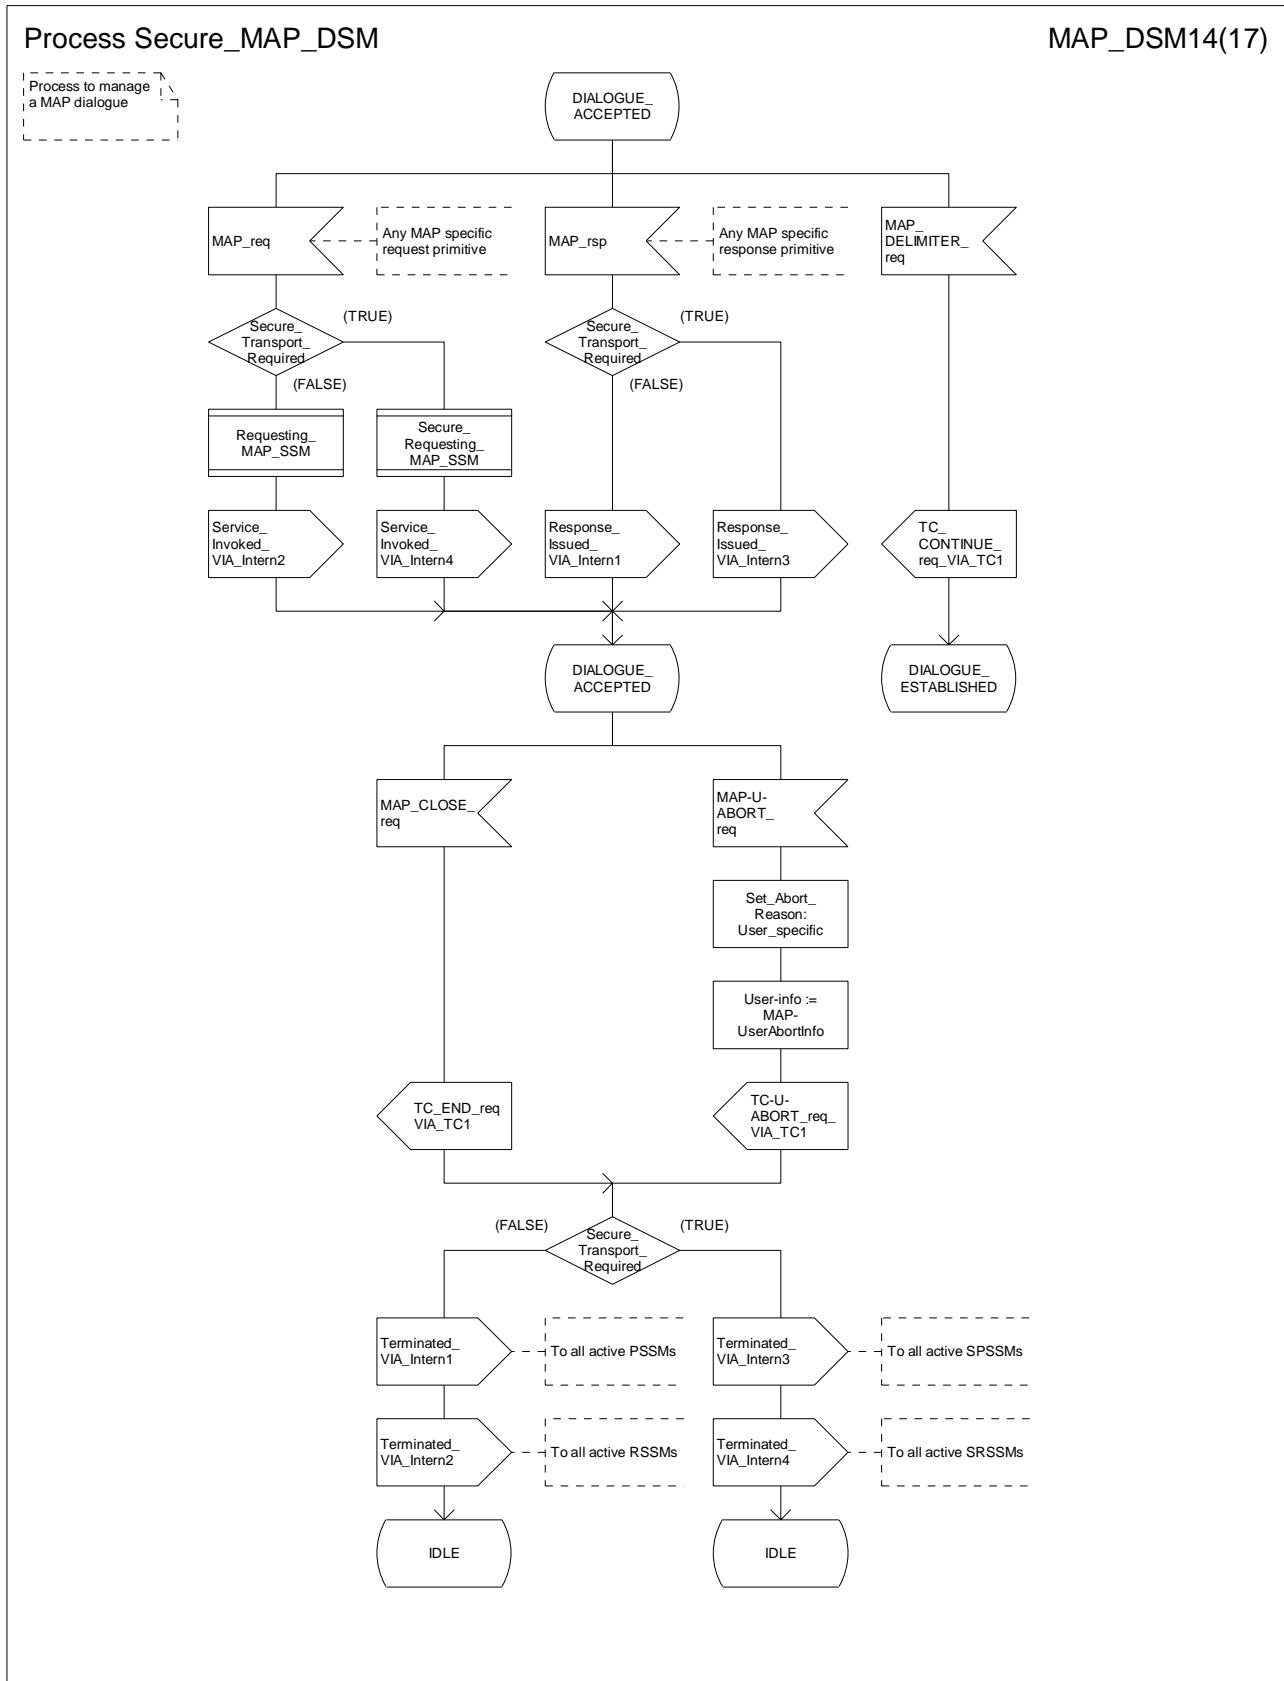 Process Secure_MAP_DSM
MAP_DSM14(17)
Process to manage
a MAP dialogue
DIALOGUE_
ACCEPTED
MAP_req
Any MAP specific
request primitive
MAP_rsp
Any MAP specific
response primitive
MAP_
DELIMITER_
req
Secure_
Transport_
Required
(TRUE)
(FALSE)
Secure_
Transport_
Required
(TRUE)
(FALSE)
Requesting_
MAP_SSM
Secure_
Requesting_
MAP_SSM
Service_
Invoked_
VIA_Intern2
Service_
Invoked_
VIA_Intern4
Response_
Issued_
VIA_Intern1
Response_
Issued_
VIA_Intern3
TC_
CONTINUE_
req_VIA_TC1
DIALOGUE_
ACCEPTED
DIALOGUE_
ESTABLISHED
MAP_CLOSE_
req
MAP-U-
ABORT_
req
Set_Abort_
Reason:
User_specific
User-info :=
MAP-
UserAbortInfo
TC_END_req
VIA_TC1
TC-U-
ABORT_req_
VIA_TC1
(FALSE)
Secure_
Transport_
Required
(TRUE)
Terminated_
VIA_Intern1
To all active PSSMs
Terminated_
VIA_Intern3
To all active SPSSMs
Terminated_
VIA_Intern2
To all active RSSMs
Terminated_
VIA_Intern4
To all active SRSSMs
IDLE
IDLE